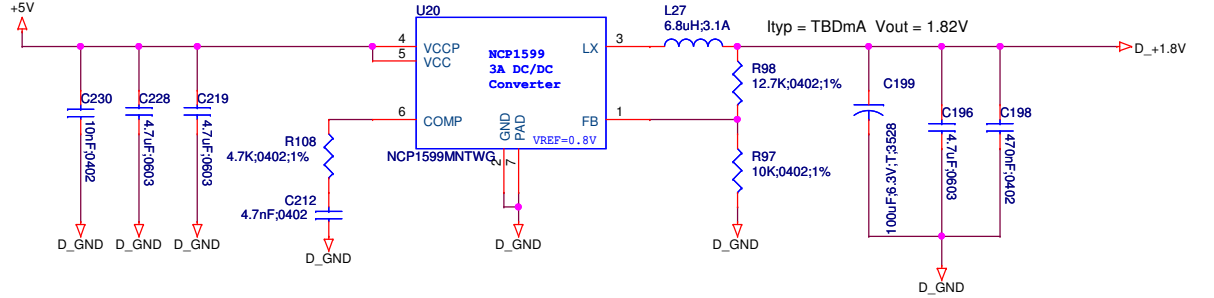 +5V
U20
L27
6.8uH;3.1A
Ityp = TBDmA Vout = 1.82V
4
VCCP
5
VCC
NCP1599
3A DC/DC
Converter
LX
3
D_+1.8V
R98
12.7K;0402;1%
C199
100uF;6.3V;T;3528
C230
10nF;0402
C228
4.7uF;0603
C219
4.7uF;0603
6
COMP
FB
1
C196
4.7uF;0603
C198
470nF;0402
R108
4.7K;0402;1%
GND
PAD
VREF=0.8V
NCP1599MNTWG
2
7
R97
10K;0402;1%
C212
4.7nF;0402
D_GND
D_GND
D_GND
D_GND
D_GND
D_GND
D_GND